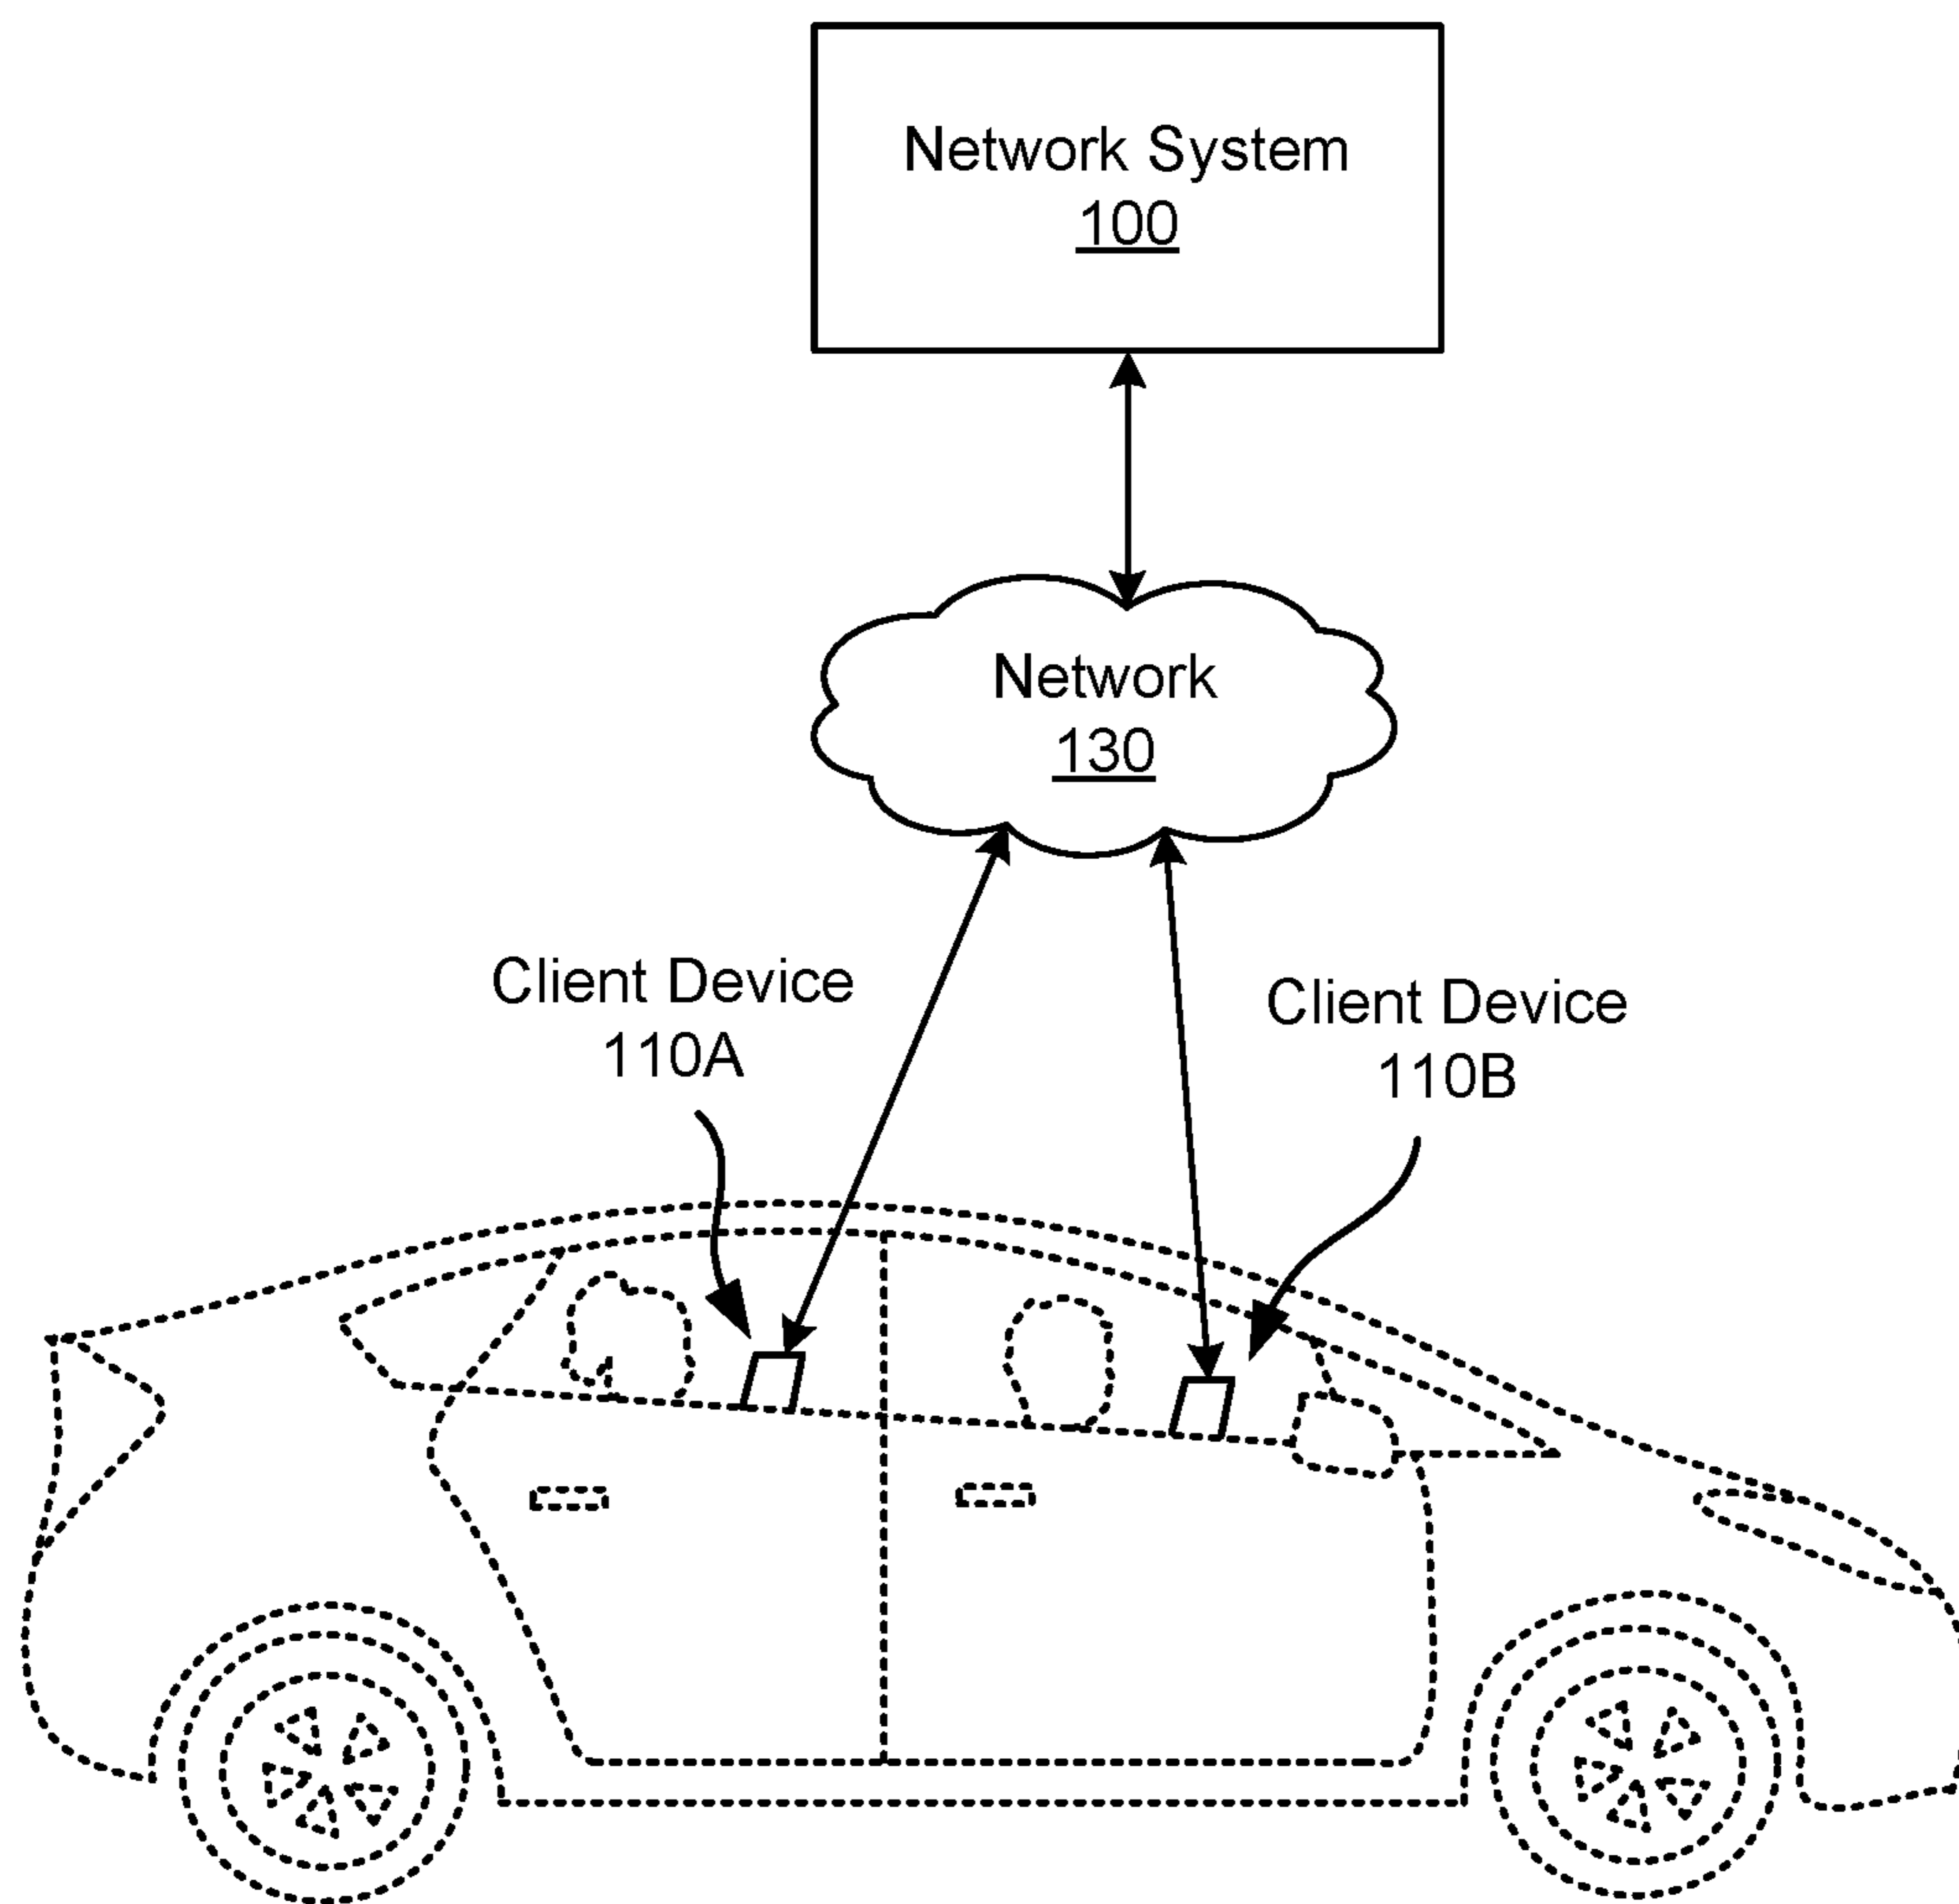 Network System
100
Network
130
Client Device
110A
Client Device
110B